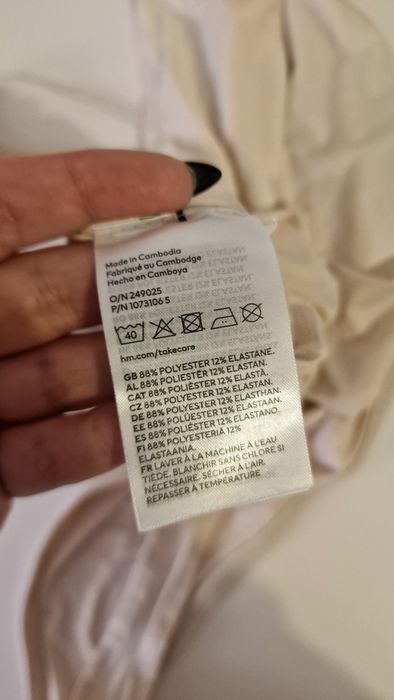 Made in Cambodia
Fabriqué au Cambodge
Hecho en Camboya
O/N 249025
P/N 1073106 5
40
hm.com/takecare
GB 88% POLYESTER 12% ELASTANE.
AL 88% POLIESTËR 12% ELASTAN.
CAT 88% POLIÈSTER 12% ELASTÀ.
CZ 88% POLYESTER 12% ELASTAN.
DE 88% POLYESTER 12% ELASTHAN.
EE 88% POLÜESTER 12% ELASTAAN.
ES 88% POLIÉSTER 12% ELASTANO.
FI 88% POLYESTERIÄ 12%
ELASTAANIA.
FR LAVER À LA MACHINE À L'EAU
TIÈDE. BLANCHIR SANS CHLORE SI
NÉCESSAIRE. SÉCHER À L'AIR.
REPASSER À TEMPÉRATURE